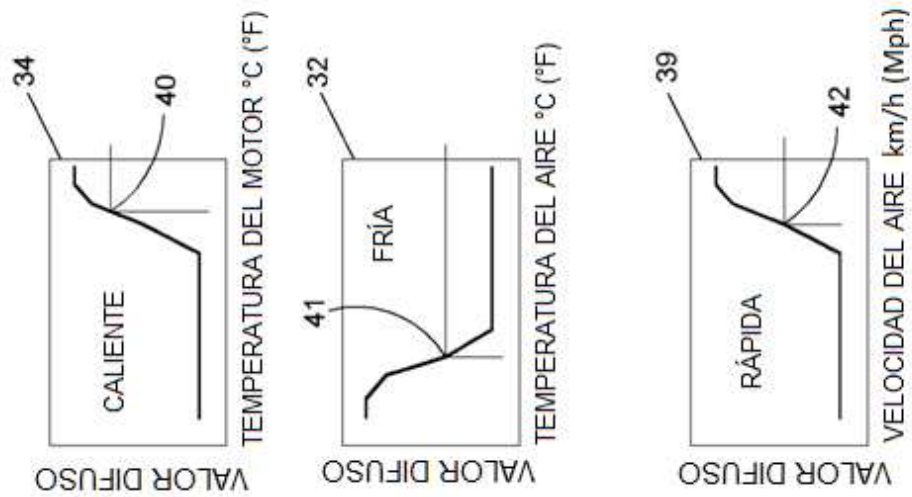 VALOR DIFUSO
CALIENTE
34
40
TEMPERATURA DEL MOTOR °C (°F)
VALOR DIFUSO
41
FRÍA
32
TEMPERATURA DEL AIRE °C (°F)
VALOR DIFUSO
RÁPIDA
39
42
VELOCIDAD DEL AIRE km/h (Mph)